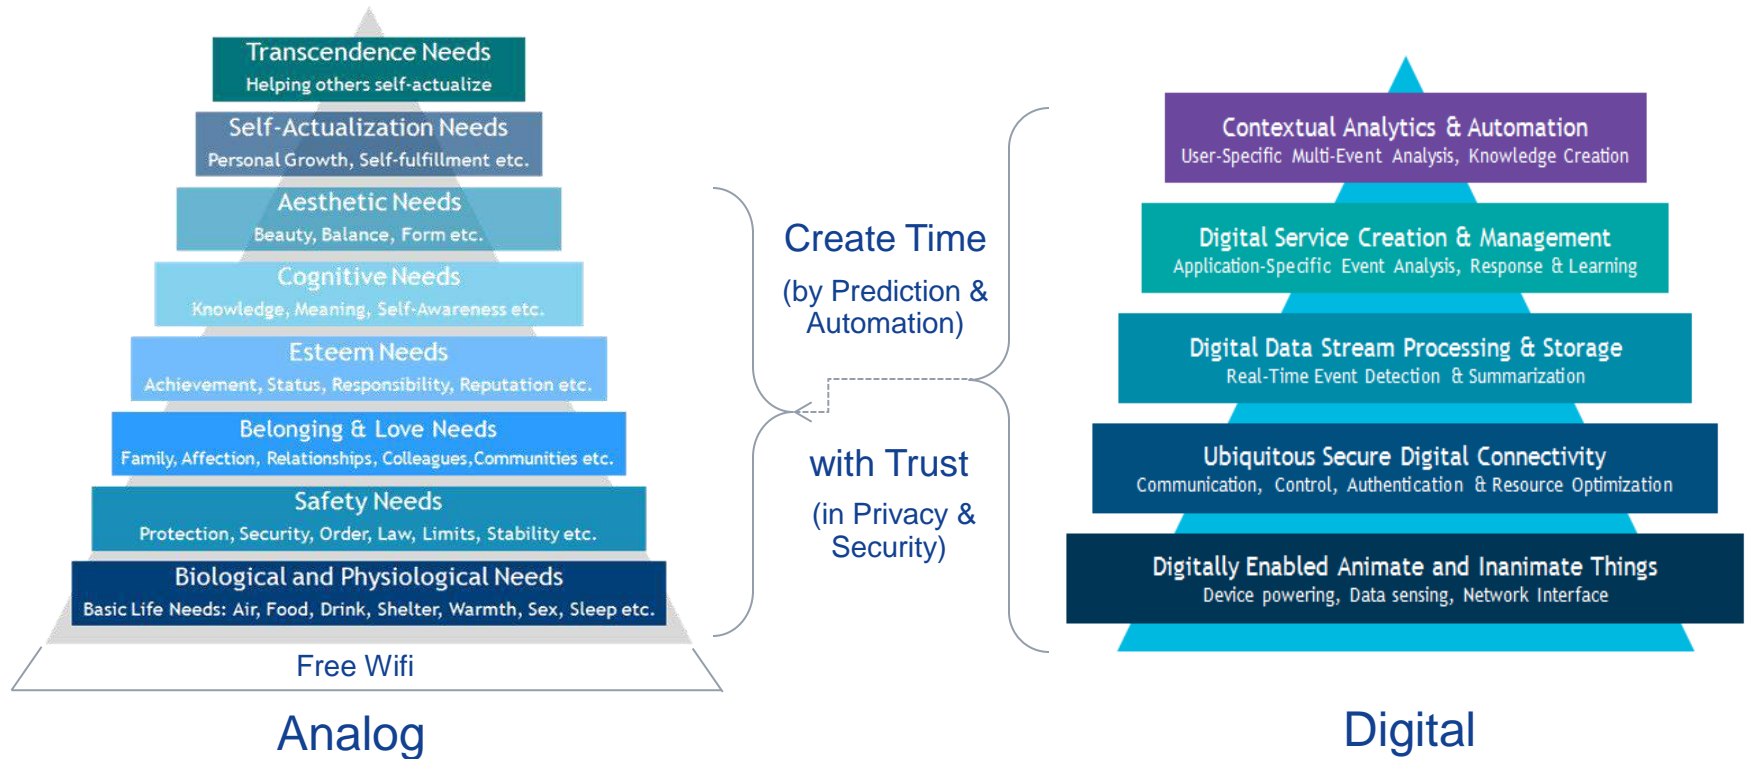 Transcendence Needs
Helping others self-actualize
Self-Actualization Needs
Personal Growth, Self-fulfillment etc.
Aesthetic Needs
Beauty, Balance, Form etc.
Cognitive Needs
Knowledge, Meaning, Self-Awareness etc.
Esteem Needs
Achievement, Status, Responsibility, Reputation etc.
Belonging & Love Needs
Family, Affection, Relationships, Colleagues,Communities etc.
Safety Needs
Protection, Security, Order, Law, Limits, Stability etc.
Biological and Physiological Needs
Basic Life Needs: Air, Food, Drink, Shelter, Warmth, Sex, Sleep etc.
Free Wifi
Analog
Create Time
(by Prediction &
Automation)
with Trust
(in Privacy &
Security)
Contextual Analytics & Automation
User-Specific Multi-Event Analysis, Knowledge Creation
Digital Service Creation & Management
Application-Specific Event Analysis, Response & Learning
Digital Data Stream Processing & Storage
Real-Time Event Detection & Summarization
Ubiquitous Secure Digital Connectivity
Communication, Control, Authentication & Resource Optimization
Digitally Enabled Animate and Inanimate Things
Device powering, Data sensing, Network Interface
Digital